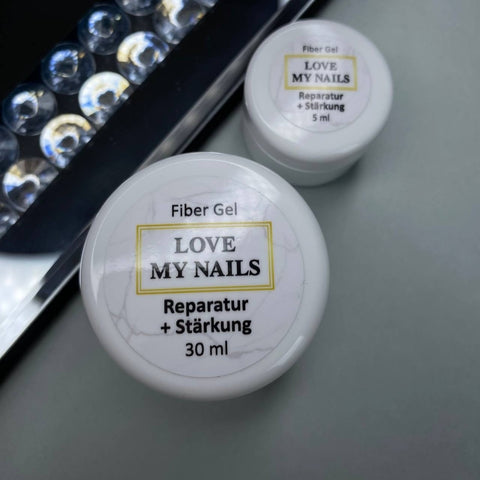 Fiber Gel
LOVE
MY NAILS
Reparatur
+ Stärkung
5 ml
Fiber Gel
LOVE
MY NAILS
Reparatur
+ Stärkung
30 ml